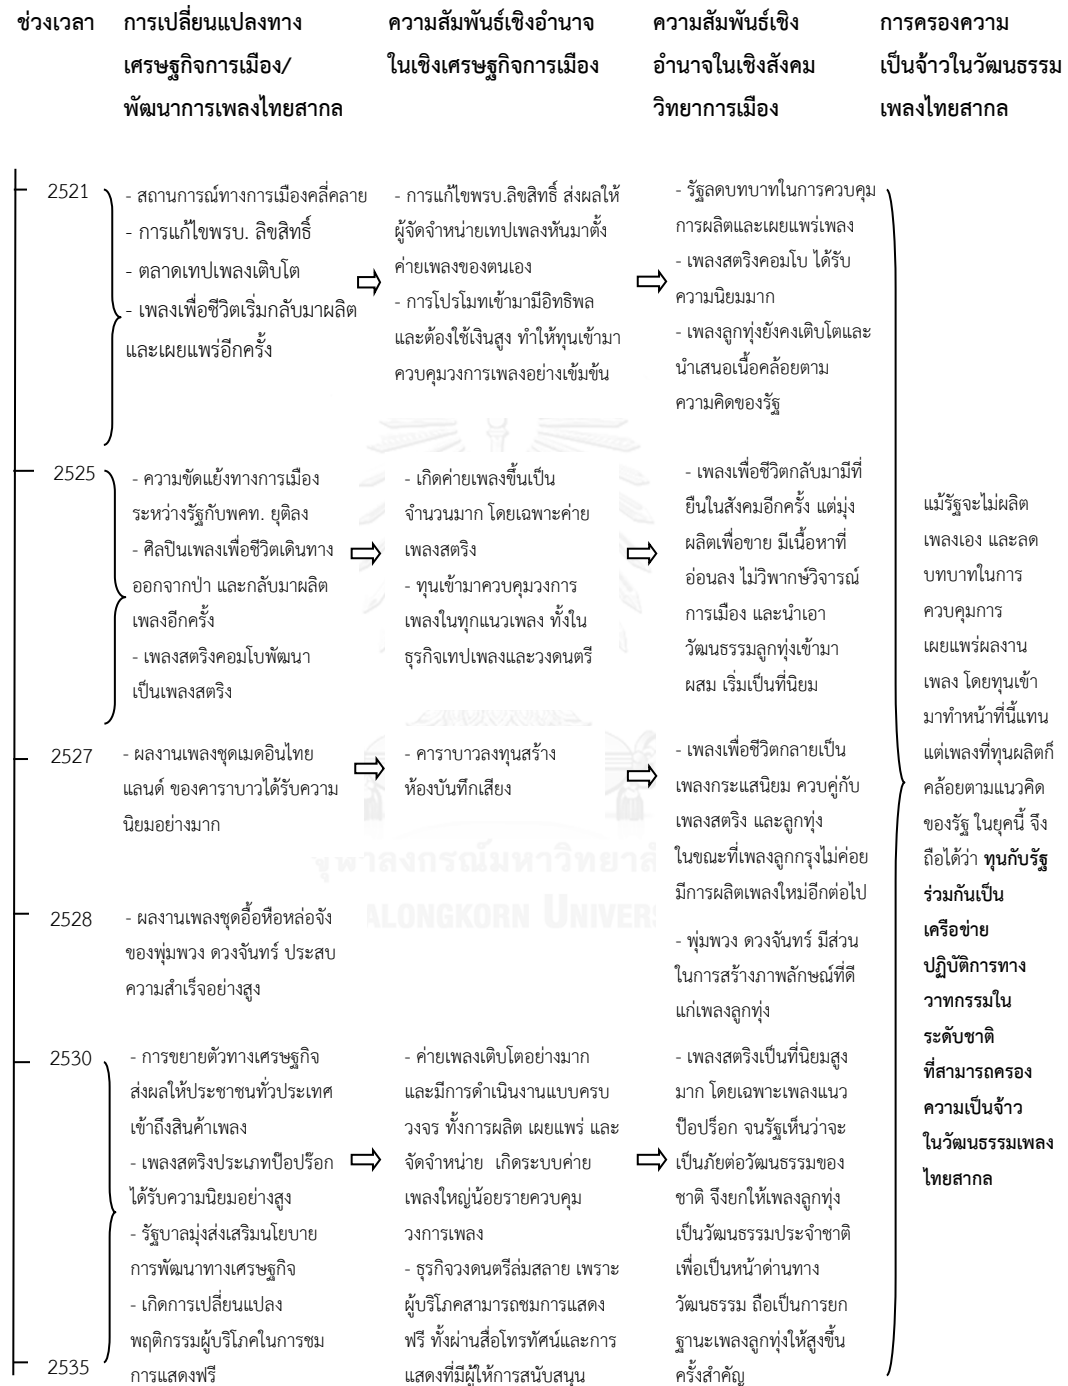 ช่วงเวลา
การเปลี่ยนแปลงทาง
เศรษฐกิจการเมือง/
พัฒนาการเพลงไทยสากล
ความสัมพันธ์เชิงอำนาจ
ในเชิงเศรษฐกิจการเมือง
ความสัมพันธ์เชิง
อำนาจในเชิงสังคม
วิทยาการเมือง
การครองความ
เป็นจ้าวในวัฒนธรรม
เพลงไทยสากล
2521
- สถานการณ์ทางการเมืองคลี่คลาย
- การแก้ไขพรบ. ลิขสิทธิ์
- ตลาดเทปเพลงเติบโต
- เพลงเพื่อชีวิตเริ่มกลับมาผลิต
และเผยแพร่อีกครั้ง
- การแก้ไขพรบ.ลิขสิทธิ์ ส่งผลให้
ผู้จัดจำหน่ายเทปเพลงหันมาตั้ง
ค่ายเพลงของตนเอง
- การโปรโมทเข้ามามีอิทธิพล
และต้องใช้เงินสูง ทำให้ทุนเข้ามา
ควบคุมวงการเพลงอย่างเข้มข้น
- รัฐลดบทบาทในการควบคุม
การผลิตและเผยแพร่เพลง
- เพลงสตริงคอมโบ ได้รับ
ความนิยมมาก
- เพลงลูกทุ่งยังคงเติบโตและ
นำเสนอเนื้อคล้อยตาม
ความคิดของรัฐ
2525
- ความขัดแย้งทางการเมือง
ระหว่างรัฐกับพคท. ยุติลง
- ศิลปินเพลงเพื่อชีวิตเดินทาง
ออกจากป่า และกลับมาผลิต
เพลงอีกครั้ง
- เพลงสตริงคอมโบพัฒนา
เป็นเพลงสตริง
- เกิดค่ายเพลงขึ้นเป็น
จำนวนมาก โดยเฉพาะค่าย
เพลงสตริง
- ทุนเข้ามาควบคุมวงการ
เพลงในทุกแนวเพลง ทั้งใน
ธุรกิจเทปเพลงและวงดนตรี
- เพลงเพื่อชีวิตกลับมามีที่
ยืนในสังคมอีกครั้ง แต่มุ่ง
ผลิตเพื่อขาย มีเนื้อหาที่
อ่อนลง ไม่วิพากษ์วิจารณ์
การเมือง และนำเอา
วัฒนธรรมลูกทุ่งเข้ามา
ผสม เริ่มเป็นที่นิยม
2527
- ผลงานเพลงชุดเมดอินไทย
แลนด์ ของคาราบาวได้รับความ
นิยมอย่างมาก
- คาราบาวลงทุนสร้าง
ห้องบันทึกเสียง
- เพลงเพื่อชีวิตกลายเป็น
เพลงกระแสนิยม ควบคู่กับ
เพลงสตริง และลูกทุ่ง
ในขณะที่เพลงลูกกรุงไม่ค่อย
มีการผลิตเพลงใหม่อีกต่อไป
2528
- ผลงานเพลงชุดอื้อหือหล่อจัง
ของพุ่มพวง ดวงจันทร์ ประสบ
ความสำเร็จอย่างสูง
- พุ่มพวง ดวงจันทร์ มีส่วน
ในการสร้างภาพลักษณ์ที่ดี
แก่เพลงลูกทุ่ง
2530
- การขยายตัวทางเศรษฐกิจ
ส่งผลให้ประชาชนทั่วประเทศ
เข้าถึงสินค้าเพลง
- เพลงสตริงประเภทป๊อปร๊อก
ได้รับความนิยมอย่างสูง
- รัฐบาลมุ่งส่งเสริมนโยบาย
การพัฒนาทางเศรษฐกิจ
- เกิดการเปลี่ยนแปลง
พฤติกรรมผู้บริโภคในการชม
การแสดงฟรี
- ค่ายเพลงเติบโตอย่างมาก
และมีการดำเนินงานแบบครบ
วงจร ทั้งการผลิต เผยแพร่ และ
จัดจำหน่าย เกิดระบบค่าย
เพลงใหญ่น้อยรายควบคุม
วงการเพลง
- ธุรกิจวงดนตรีล่มสลาย เพราะ
ผู้บริโภคสามารถชมการแสดง
ฟรี ทั้งผ่านสื่อโทรทัศน์และการ
แสดงที่มีผู้ให้การสนับสนุน
- เพลงสตริงเป็นที่นิยมสูง
มาก โดยเฉพาะเพลงแนว
ป๊อปร็อก จนรัฐเห็นว่าจะ
เป็นภัยต่อวัฒนธรรมของ
ชาติ จึงยกให้เพลงลูกทุ่ง
เป็นวัฒนธรรมประจำชาติ
เพื่อเป็นหน้าด่านทาง
วัฒนธรรม ถือเป็นการยก
ฐานะเพลงลูกทุ่งให้สูงขึ้น
ครั้งสำคัญ
2535
แม้รัฐจะไม่ผลิต
เพลงเอง และลด
บทบาทในการ
ควบคุมการ
เผยแพร่ผลงาน
เพลง โดยทุนเข้า
มาทำหน้าที่นี้แทน
แต่เพลงที่ทุนผลิตก็
คล้อยตามแนวคิด
ของรัฐ ในยุคนี้ จึง
ถือได้ว่า ทุนกับรัฐ
ร่วมกันเป็น
เครือข่าย
ปฏิบัติการทาง
วาทกรรมใน
ระดับชาติ
ที่สามารถครอง
ความเป็นจ้าว
ในวัฒนธรรมเพลง
ไทยสากล